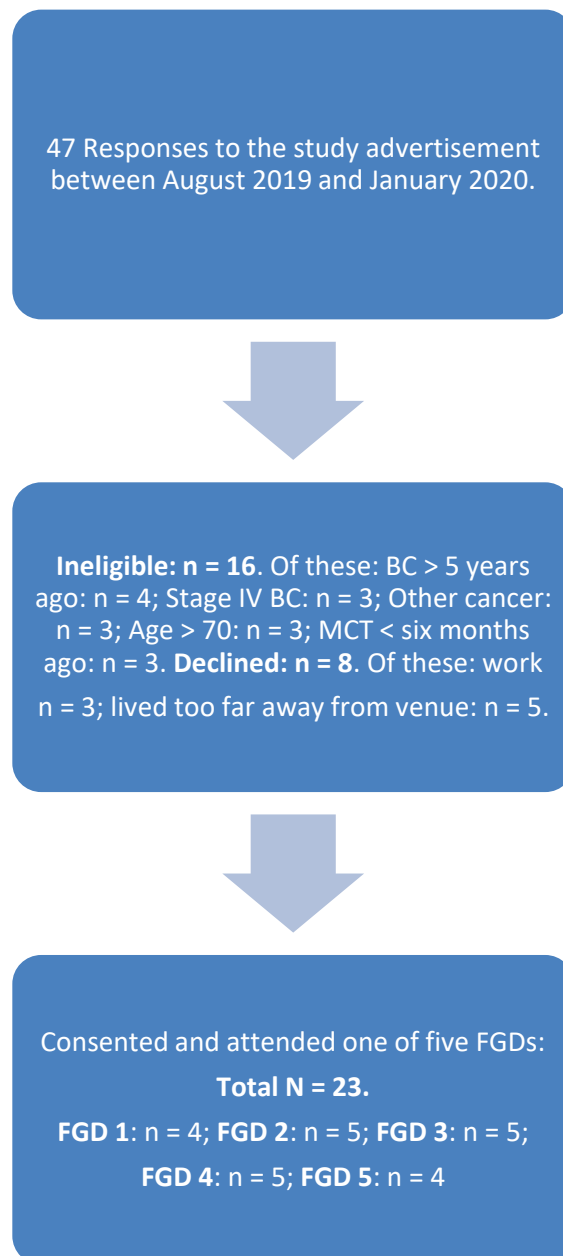 47 Responses to the study advertisement
between August 2019 and January 2020.
Ineligible: n = 16. Of these: BC > 5 years
ago: n = 4; Stage IV BC: n = 3; Other cancer:
n = 3; Age > 70: n = 3; MCT < six months
ago: n = 3. Declined: n = 8. Of these: work
n = 3; lived too far away from venue: n = 5.
Consented and attended one of five FGDs:
Total N = 23.
FGD 1: n = 4; FGD 2: n = 5; FGD 3: n = 5;
FGD 4: n = 5; FGD 5: n = 4